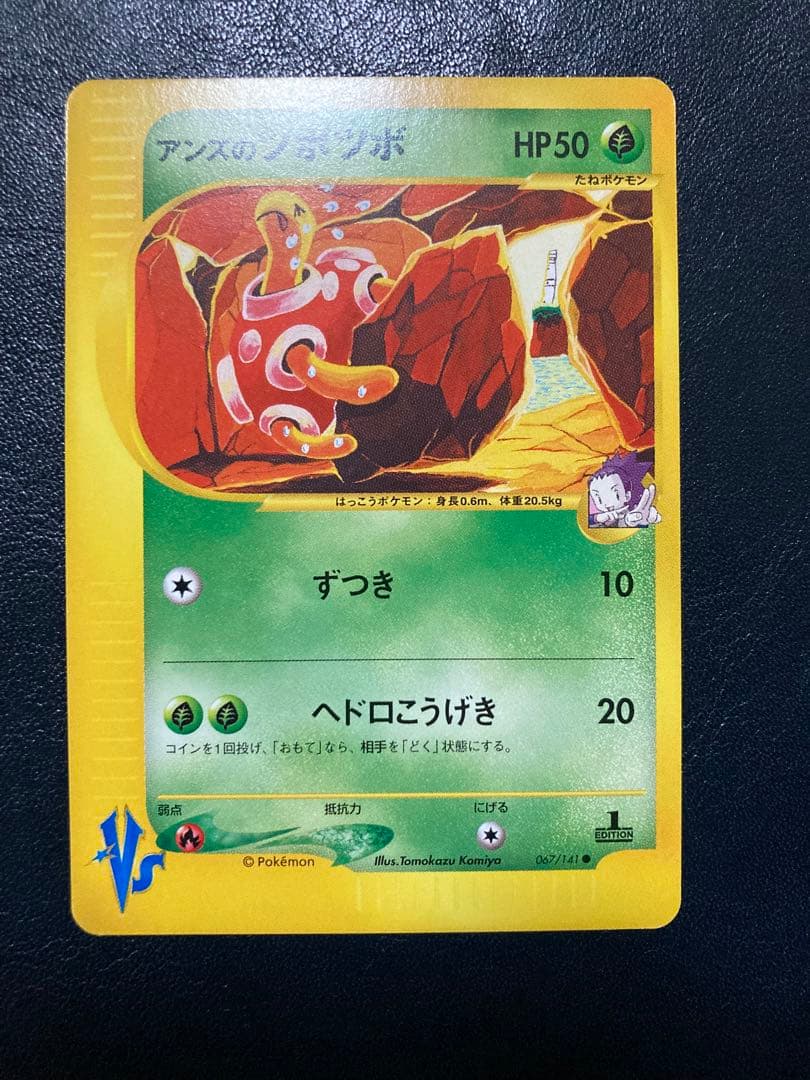 アンズのツボツボ HP50
たねポケモン
はっこうポケモン：身長0.6m、体重20.5kg
ずつき 10
ヘドロこうげき 20
コインを1回投げ、「おもて」なら、相手を「どく」状態にする。
弱点 抵抗力 にげる
1
EDITION
VS
© Pokémon Illus.Tomokazu Komiya 067/141●